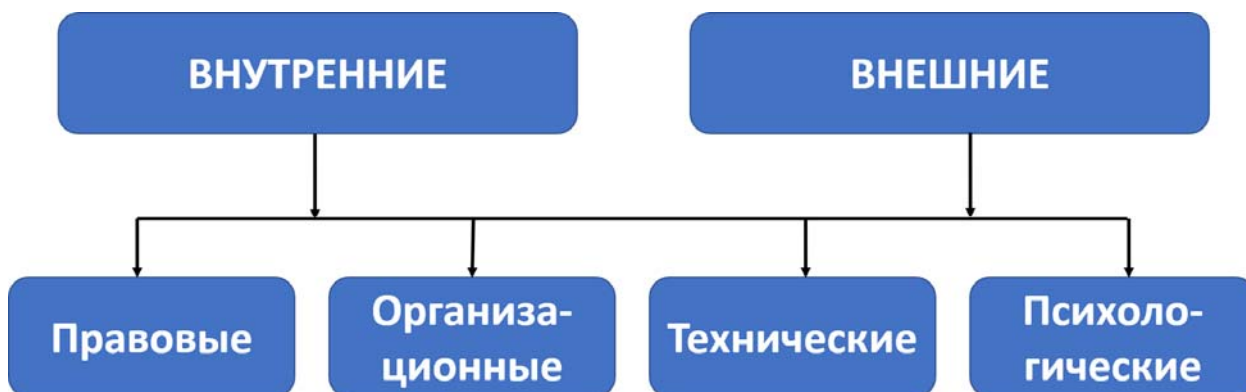 ВНУТРЕННИЕ
ВНЕШНИЕ
Правовые
Организа-
ционные
Технические
Психоло-
гические